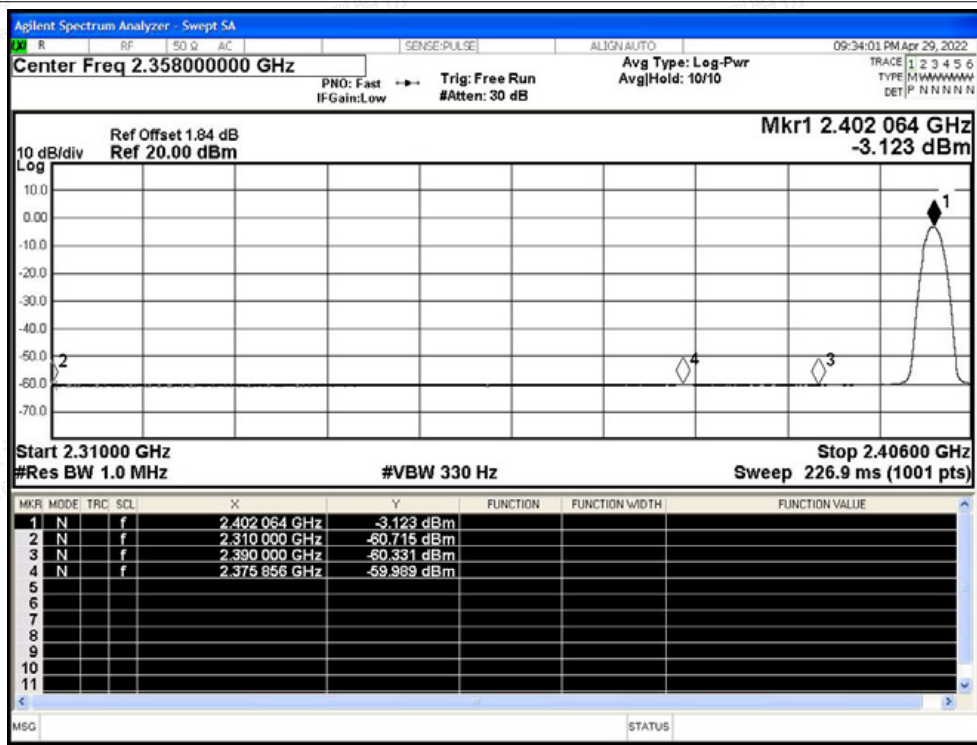 Agilent Spectrum Analyzer - Swept SA
R RF 50 Ω AC SENSE:PULSE ALIGN AUTO 09:34:01 PM Apr 29, 2022
Center Freq 2.358000000 GHz
PNO: Fast
IFGain:Low
Trig: Free Run
#Atten: 30 dB
Avg Type: Log-Pwr
Avg|Hold: 10/10
TRACE 1 2 3 4 5 6
TYPE MWWWWW
DET P N N N N N
Mkr1 2.402 064 GHz
-3.123 dBm
Ref Offset 1.84 dB
10 dB/div Ref 20.00 dBm
Log
10.0
0.00
-10.0
-20.0
-30.0
-40.0
-50.0
-60.0
-70.0
1
2
4
3
Start 2.31000 GHz Stop 2.40600 GHz
#Res BW 1.0 MHz #VBW 330 Hz Sweep 226.9 ms (1001 pts)
MKR MODE TRC SCL X Y FUNCTION FUNCTION WIDTH FUNCTION VALUE
1 N f 2.402 064 GHz -3.123 dBm
2 N f 2.310 000 GHz -60.715 dBm
3 N f 2.390 000 GHz -60.331 dBm
4 N f 2.375 856 GHz -59.989 dBm
5
6
7
8
9
10
11
MSG STATUS